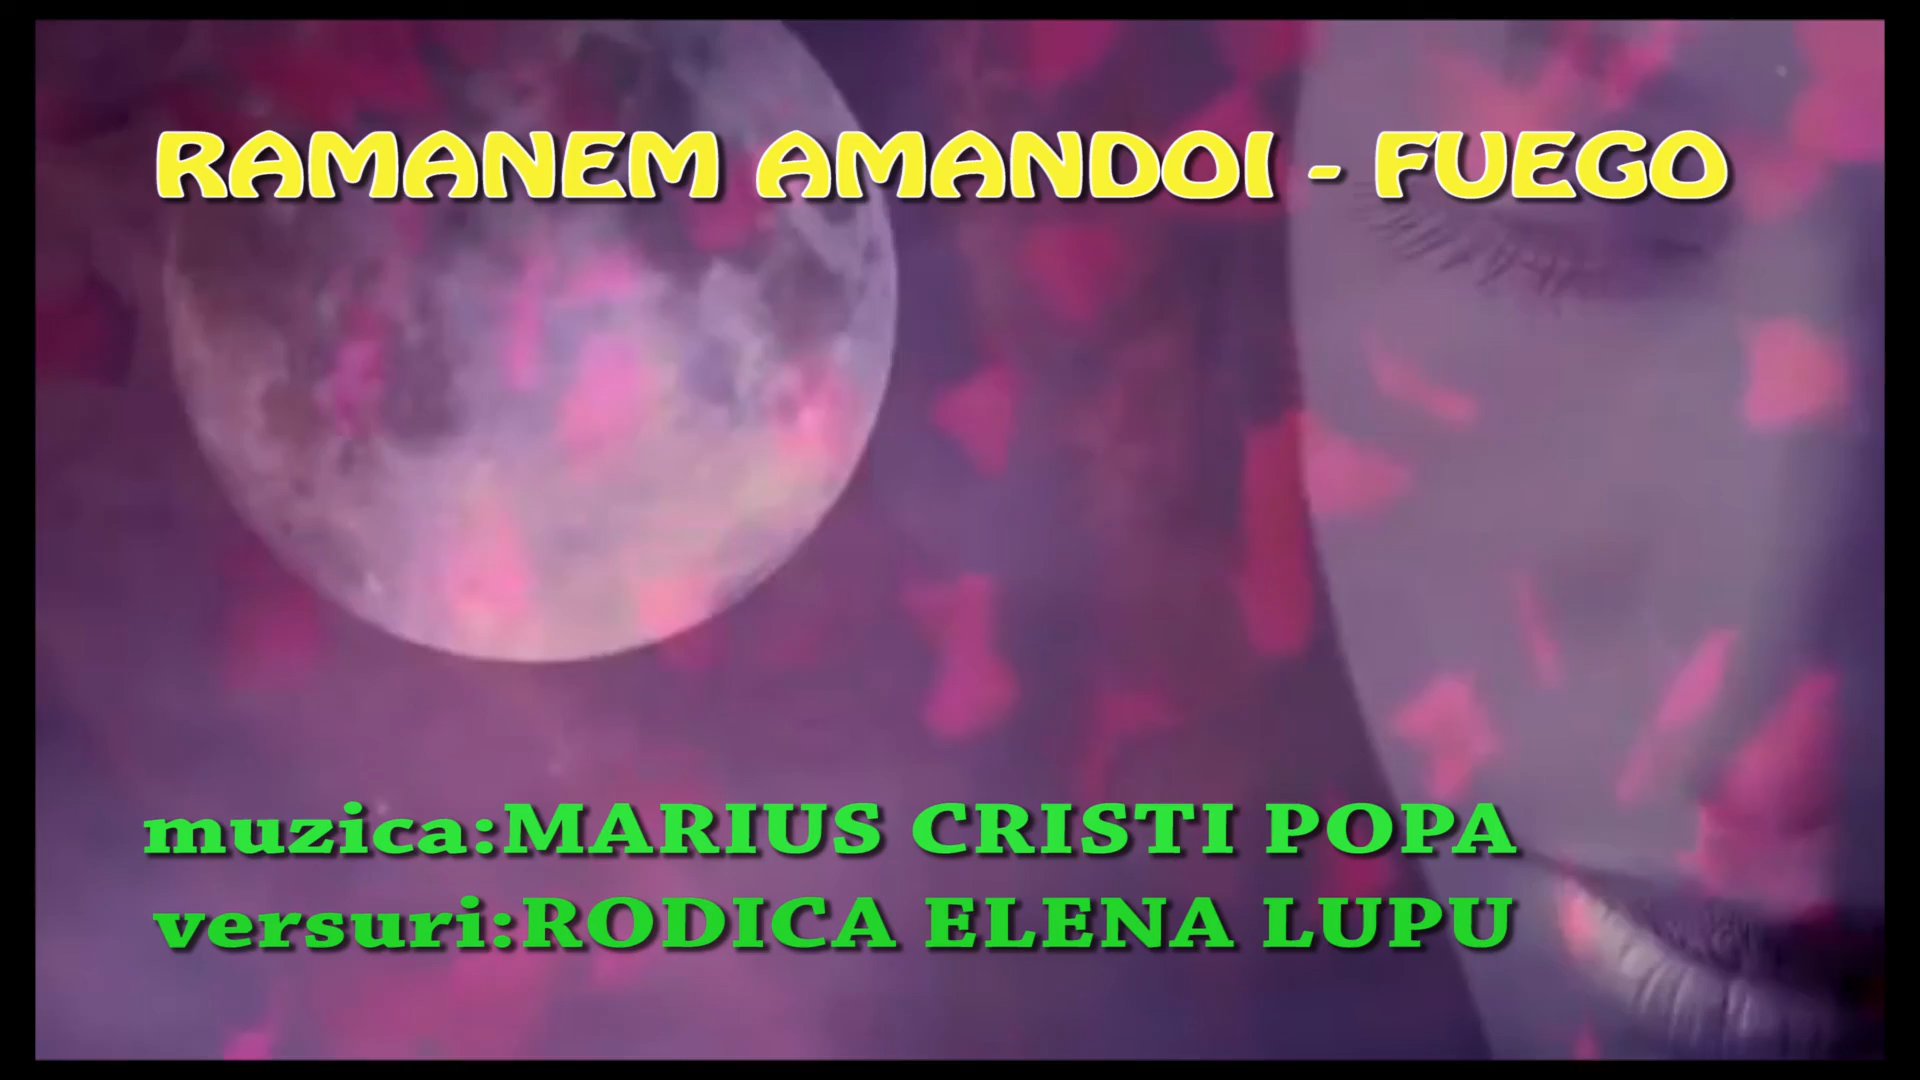 RAMANEM AMANDOI - FUEGO
muzica:MARIUS CRISTI POPA
versuri:RODICA ELENA LUPU